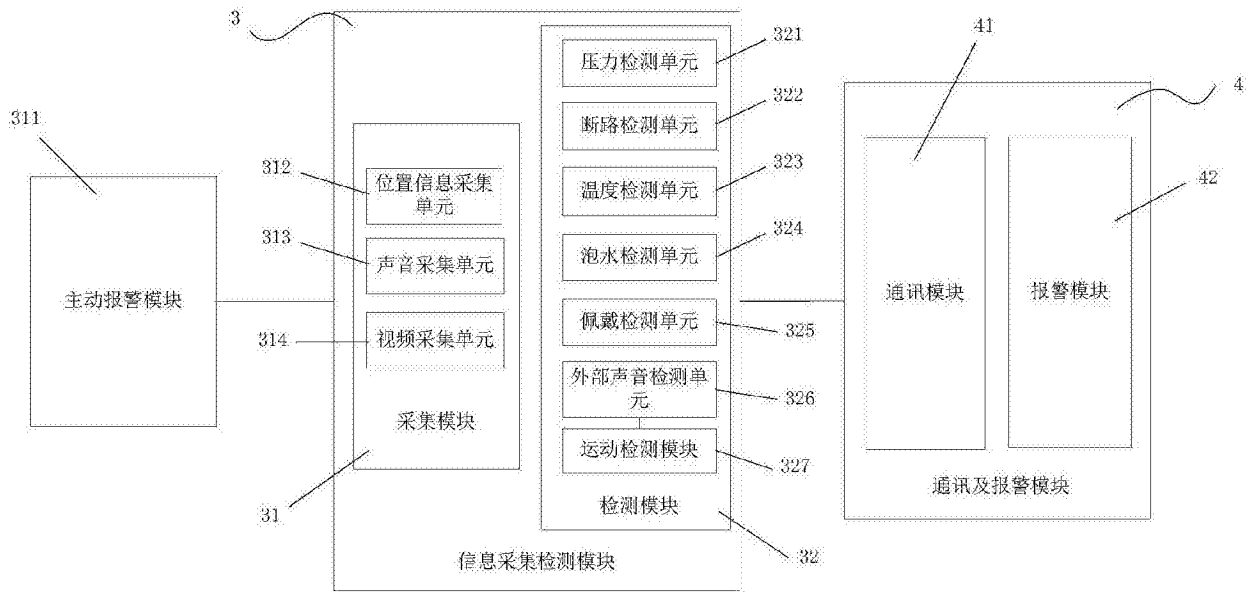 311
主动报警模块
3
312
位置信息采集
单元
313
声音采集单元
314
视频采集单元
采集模块
31
321
压力检测单元
322
断路检测单元
323
温度检测单元
324
泡水检测单元
325
佩戴检测单元
326
外部声音检测单
元
327
运动检测模块
检测模块
32
信息采集检测模块
41
通讯模块
4
42
报警模块
通讯及报警模块